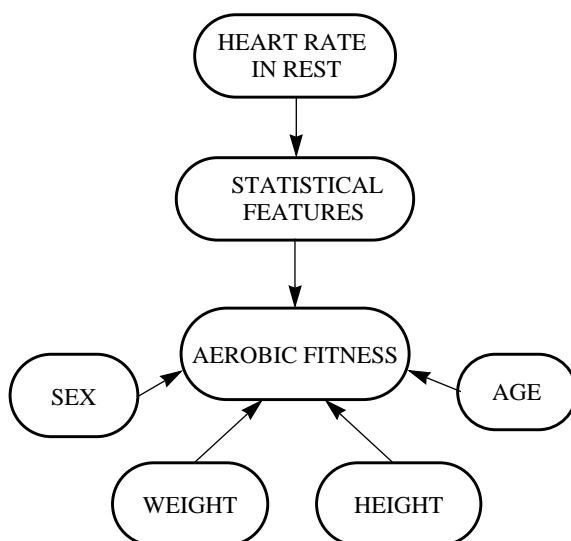 HEART RATE
IN REST
STATISTICAL
FEATURES
AEROBIC FITNESS
SEX
AGE
WEIGHT
HEIGHT